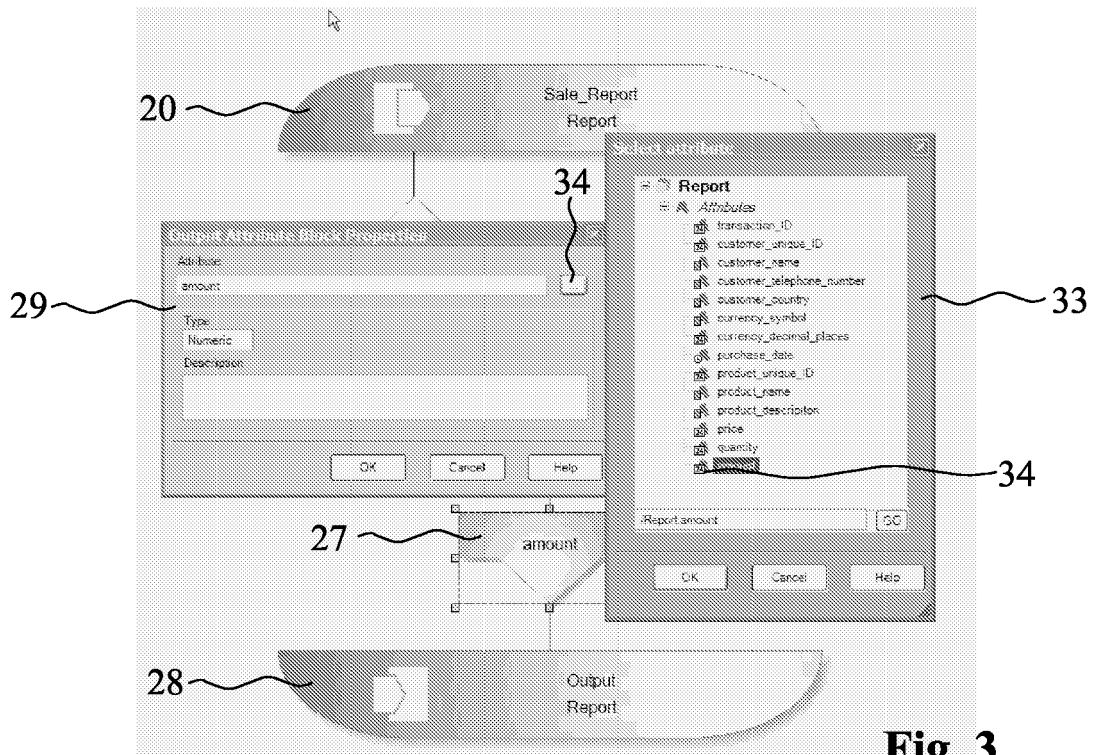 20
Sale_Report
Report
Select attribute
34
Report
Attributes
transaction_ID
customer_unique_ID
customer_name
customer_telephone_number
customer_country
currency_symbol
currency_decimal_places
purchase_date
product_unique_ID
product_name
product_descripiton
price
quantity
34
/Report.amount
GO
OK
Cancel
Help
33
Output Attribute Block Properties
Attribute
amount
29
Type
Numeric
Description
OK
Cancel
Help
27
amount
28
Output
Report
Fig. 3